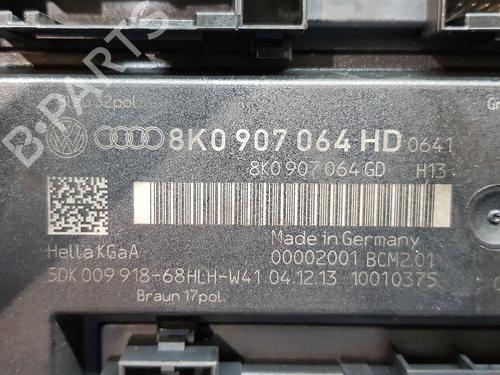 32pol.
Gr
8K0 907 064 HD 0641
8K0 907 064 GD H13
Made in Germany
Hella KGaA 00002001 BCM2 01
5DK 009 918-68HLH-W41 04.12.13 10010375
Braun 17pol.
B-PARTS